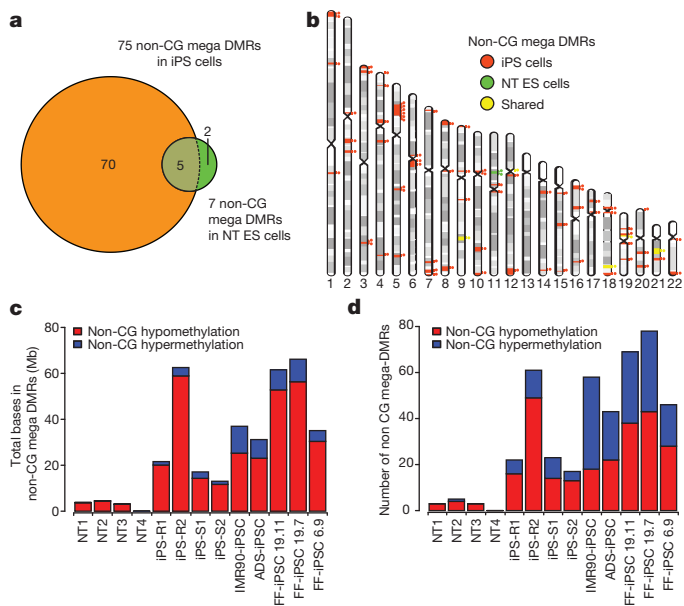 a
75 non-CG mega DMRs
in iPS cells
70
5
2
7 non-CG
mega DMRs
in NT ES cells
b
Non-CG mega DMRs
iPS cells
NT ES cells
Shared
1 2 3 4 5 6 7 8 9 10 11 12 13 14 15 16 17 18 19 20 21 22
c
Non-CG hypomethylation
Non-CG hypermethylation
Total bases in
non-CG mega DMRs (Mb)
80
60
40
20
0
NT1
NT2
NT3
NT4
iPS-R1
iPS-R2
iPS-S1
iPS-S2
IMR90-iPSC
ADS-iPSC
FF-iPSC 19.11
FF-iPSC 19.7
FF-iPSC 6.9
d
Non-CG hypomethylation
Non-CG hypermethylation
Number of non CG mega-DMRs
80
60
40
20
0
NT1
NT2
NT3
NT4
iPS-R1
iPS-R2
iPS-S1
iPS-S2
IMR90-iPSC
ADS-iPSC
FF-iPSC 19.11
FF-iPSC 19.7
FF-iPSC 6.9